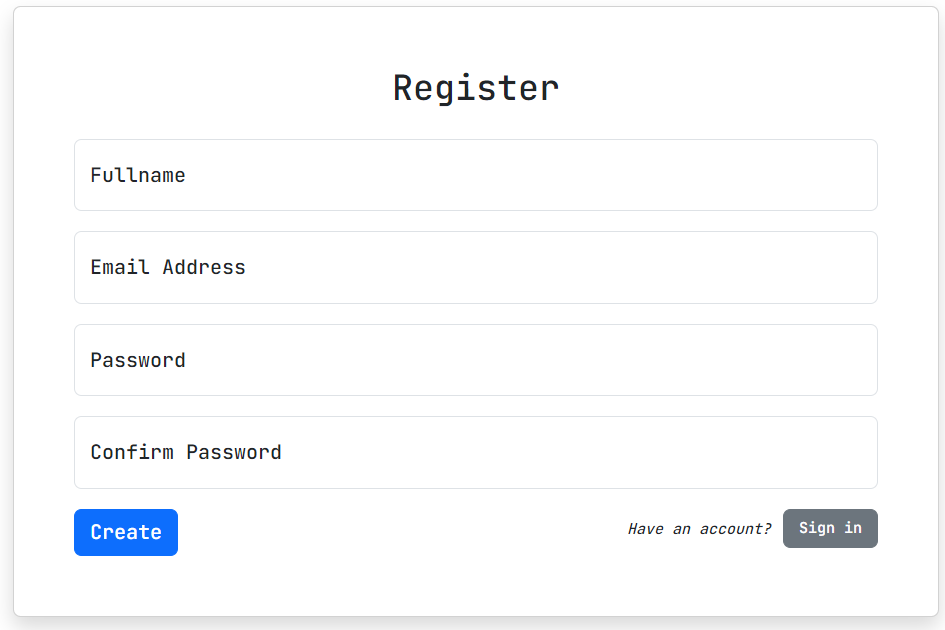 Register
Fullname
Email Address
Password
Confirm Password
Create
Have an account? Sign in